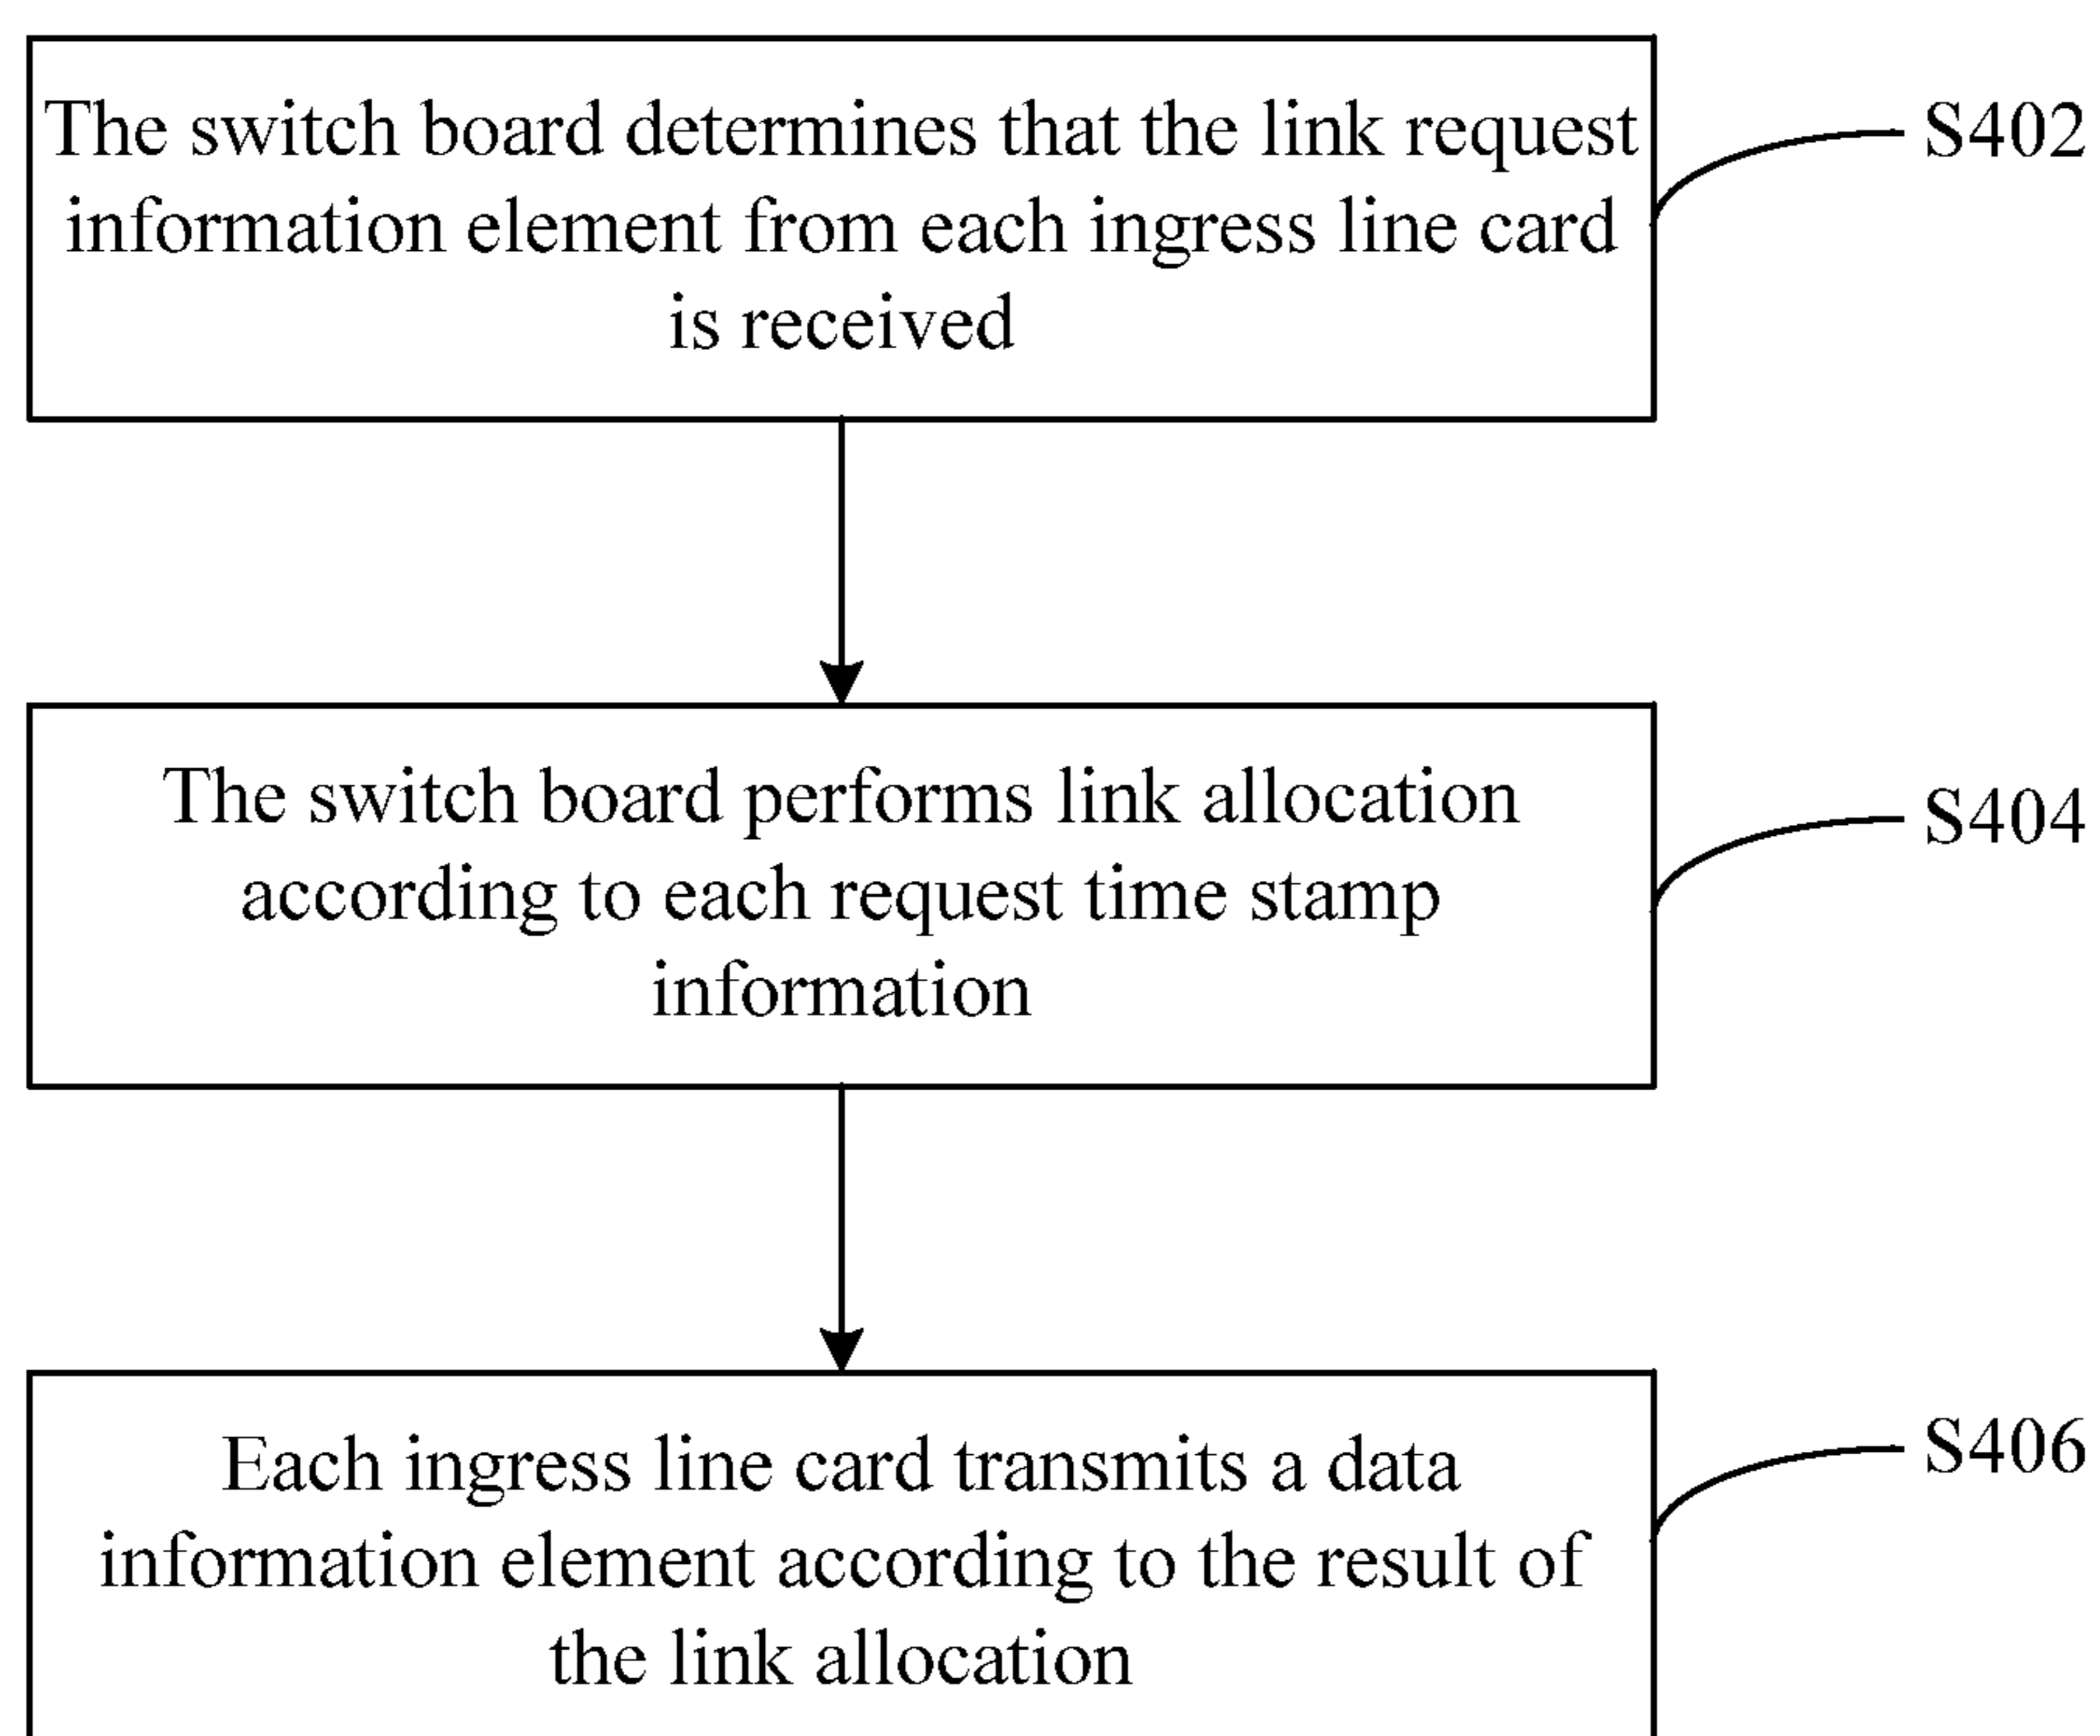 The switch board determines that the link request
information element from each ingress line card
is received
S402
The switch board performs link allocation
according to each request time stamp
information
S404
Each ingress line card transmits a data
information element according to the result of
the link allocation
S406